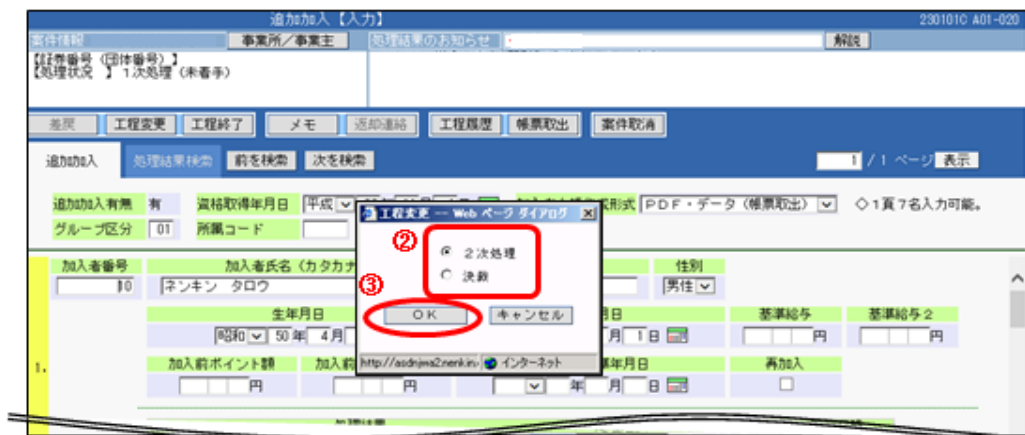 追加加入【入力】 230101C A01-020
案件情報 事業所／事業主 処理結果のお知らせ 解説
【証券番号（団体番号）】
【処理状況 】１次処理（未着手）
差戻 工程変更 工程終了 メモ 返却連絡 工程履歴 帳票取出 案件取消
追加加入 処理結果検索 前を検索 次を検索 1 / 1 ページ 表示
追加加入有無 有 資格取得年月日 平成 形式 ＰＤＦ・データ（帳票取出） ◇１頁７名入力可能。
グループ区分 01 所属コード
工程変更 -- Web ページ ダイアログ
②
２次処理
決裁
③
ＯＫ キャンセル
http://asdnjwa2.nenkin. インターネット
加入者番号 加入者氏名（カタカナ 性別
10 ネンキン タロウ 男性
生年月日 月日 基準給与 基準給与２
昭和 50 年 4 月 月 1 日 円 円
1.
加入前ポイント額 加入前 年月日 再加入
円 円 年 月 日